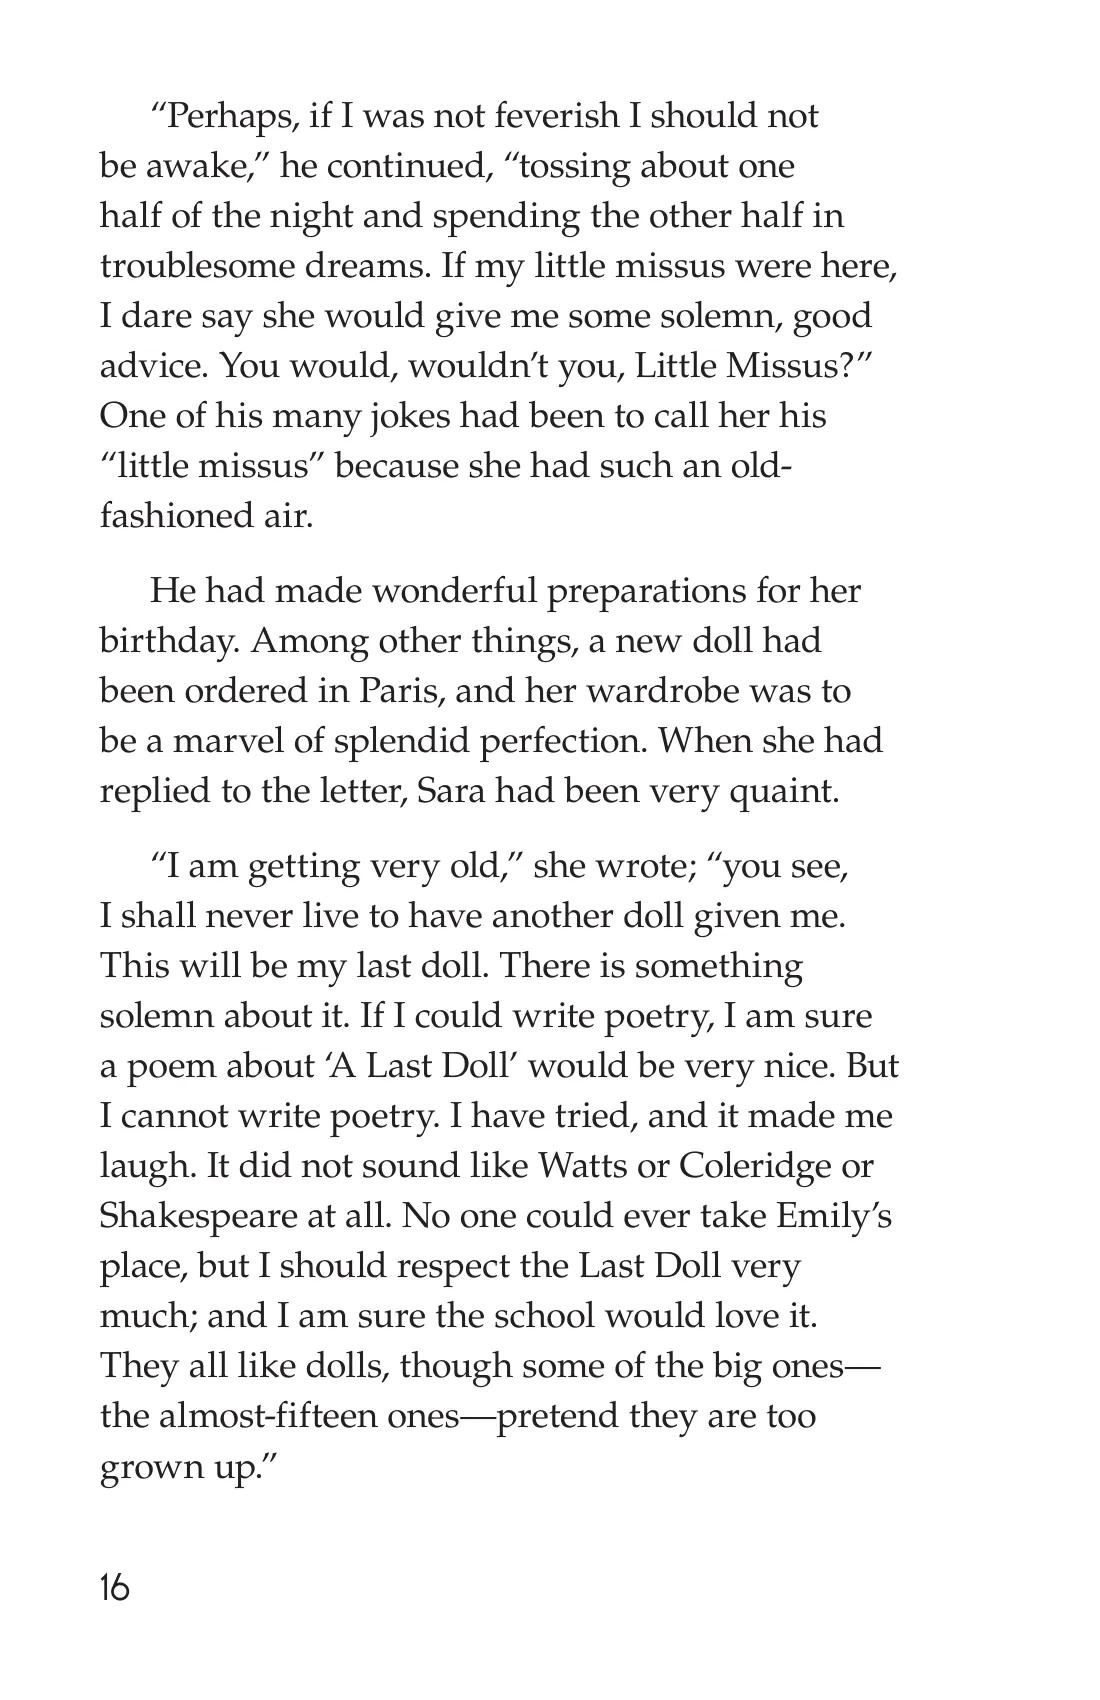 “Perhaps, if I was not feverish I should not
be awake,” he continued, “tossing about one
half of the night and spending the other half in
troublesome dreams. If my little missus were here,
I dare say she would give me some solemn, good
advice. You would, wouldn’t you, Little Missus?”
One of his many jokes had been to call her his
“little missus” because she had such an old-
fashioned air.
He had made wonderful preparations for her
birthday. Among other things, a new doll had
been ordered in Paris, and her wardrobe was to
be a marvel of splendid perfection. When she had
replied to the letter, Sara had been very quaint.
“I am getting very old,” she wrote; “you see,
I shall never live to have another doll given me.
This will be my last doll. There is something
solemn about it. If I could write poetry, I am sure
a poem about ‘A Last Doll’ would be very nice. But
I cannot write poetry. I have tried, and it made me
laugh. It did not sound like Watts or Coleridge or
Shakespeare at all. No one could ever take Emily’s
place, but I should respect the Last Doll very
much; and I am sure the school would love it.
They all like dolls, though some of the big ones—
the almost-fifteen ones—pretend they are too
grown up.”
16